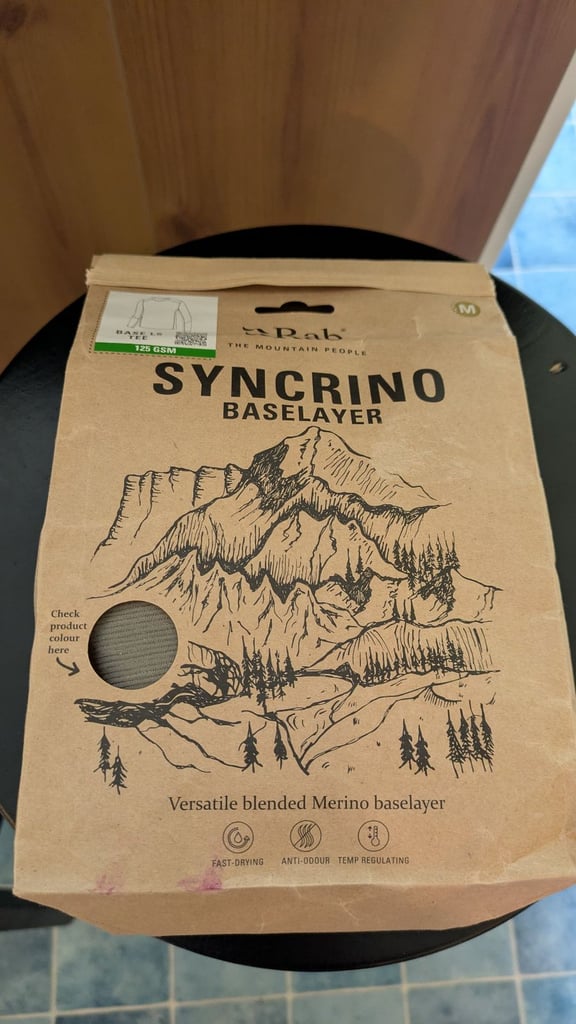 BASE LS
TEE
125 GSM
Rab®
THE MOUNTAIN PEOPLE
M
SYNCRINO
BASELAYER
Check
product
colour
here
Versatile blended Merino baselayer
FAST-DRYING ANTI-ODOUR TEMP REGULATING